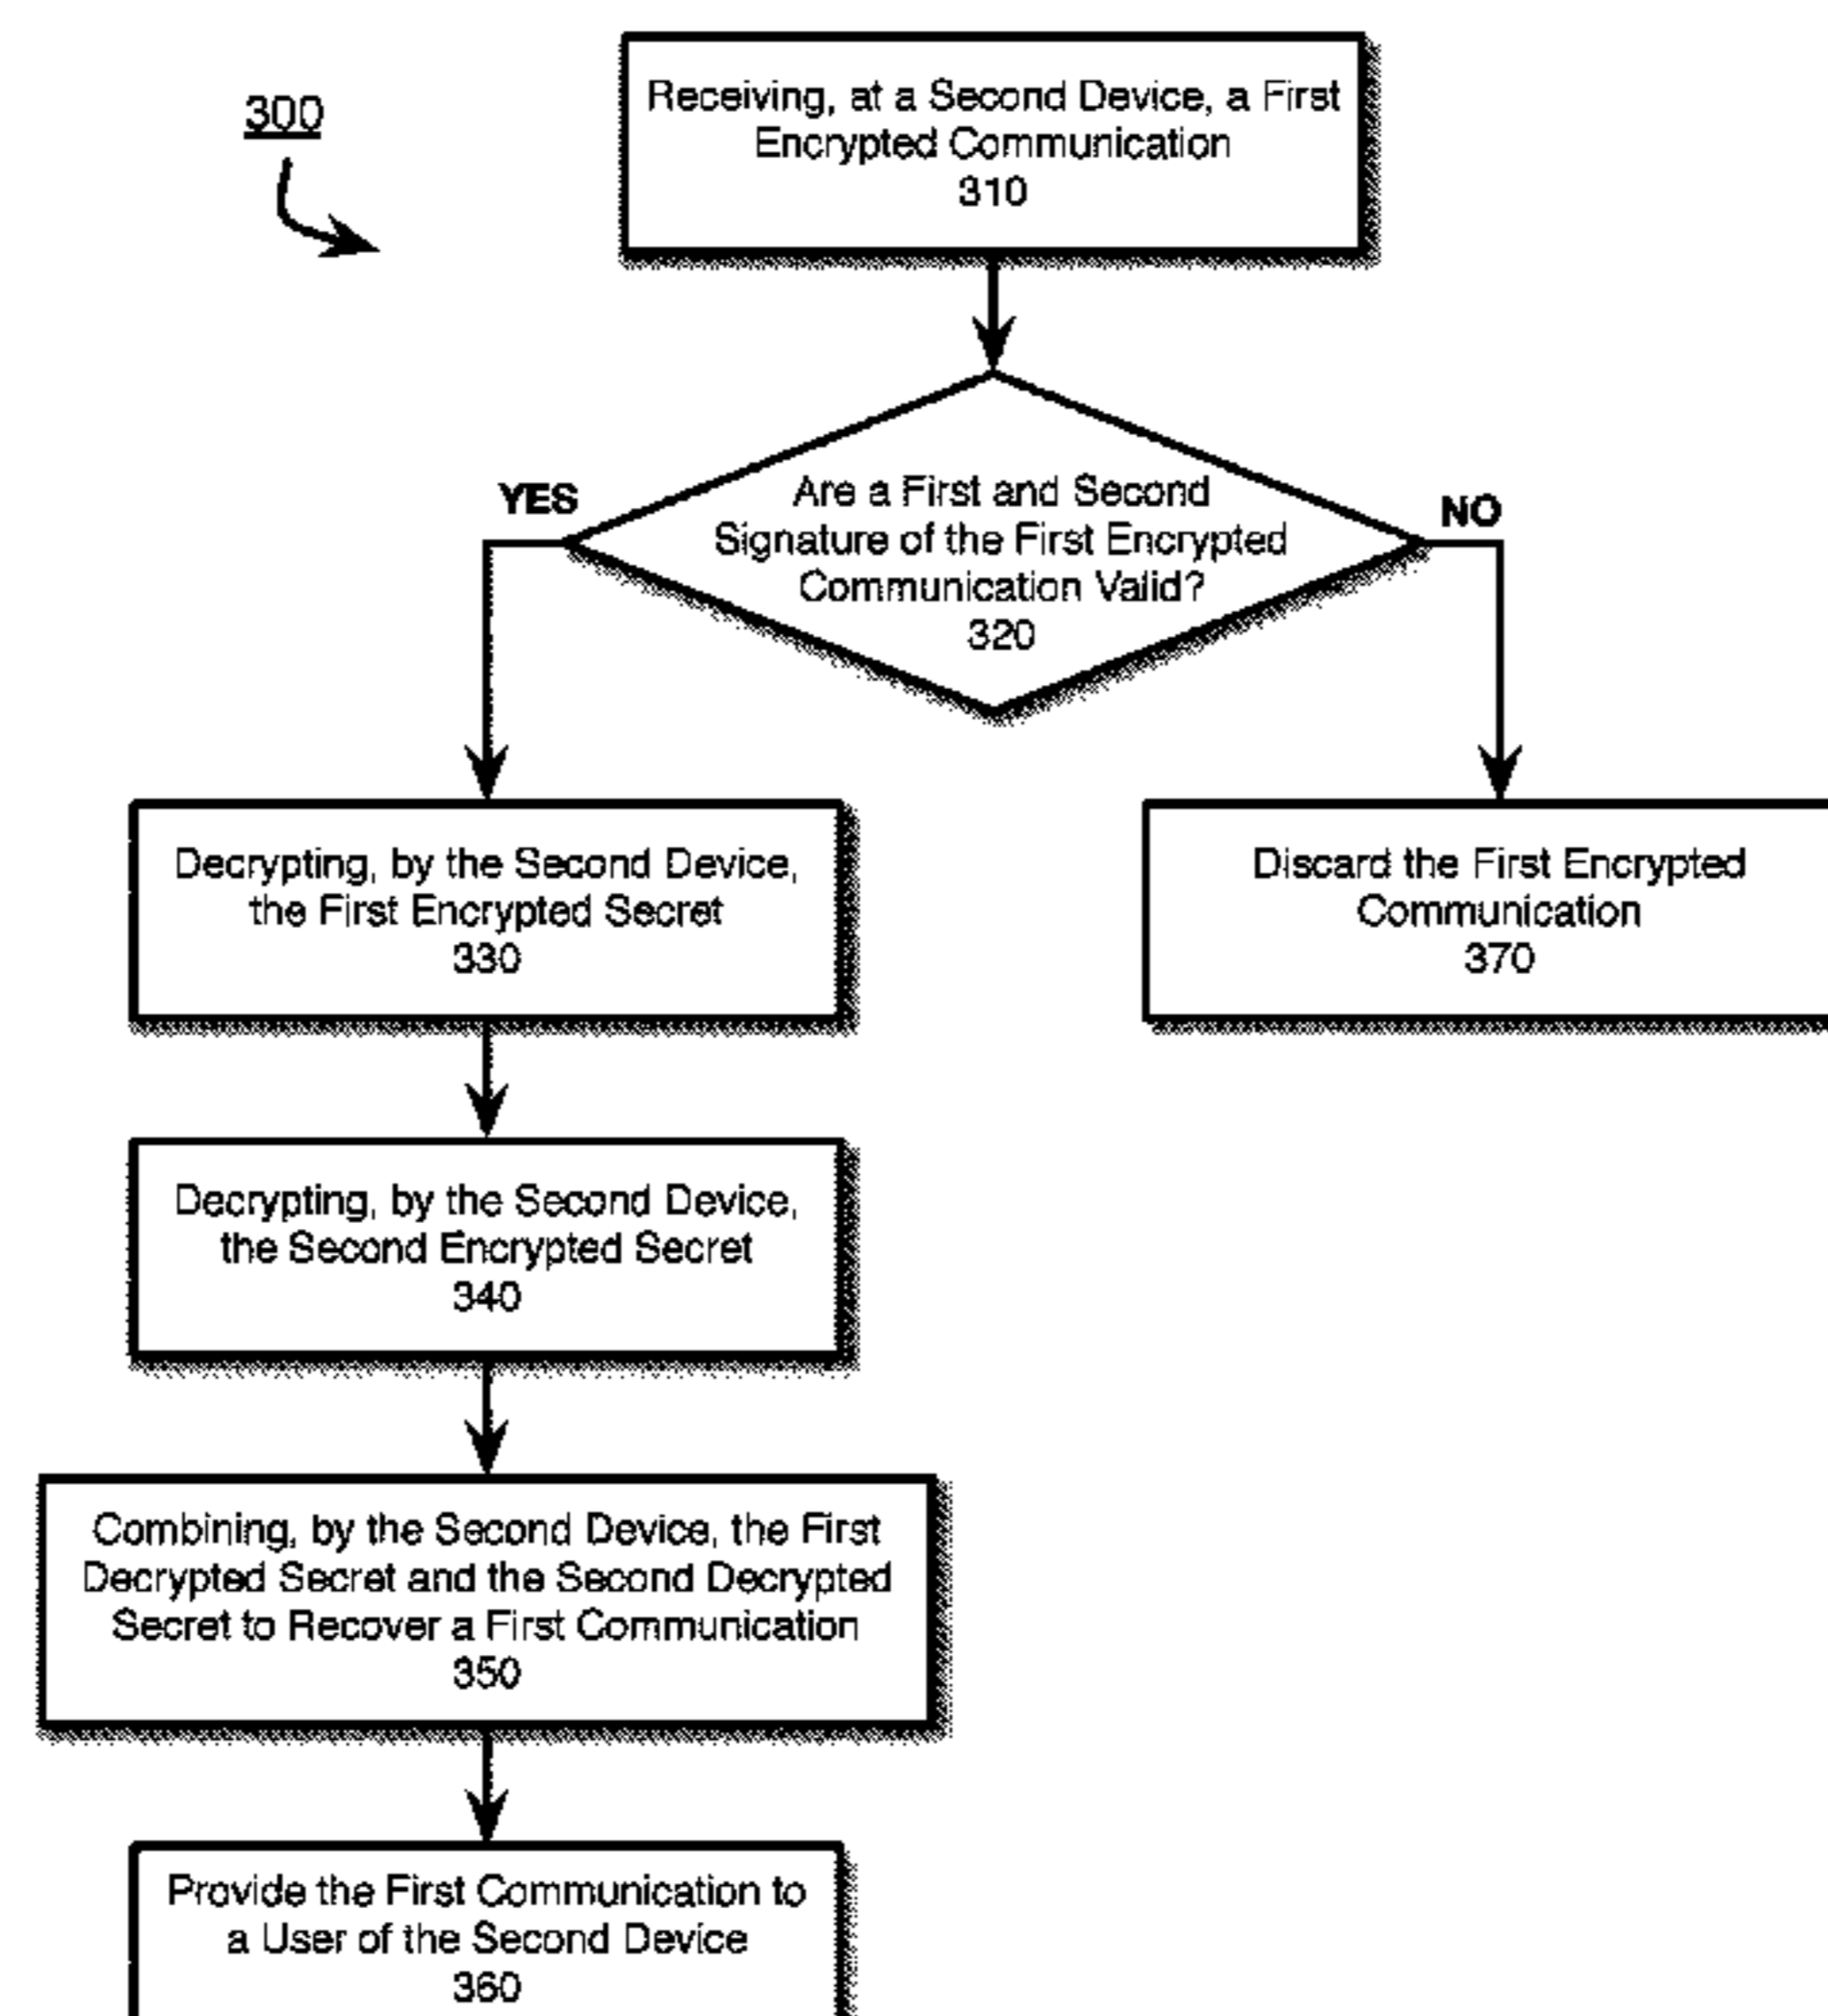 300
Receiving, at a Second Device, a First
Encrypted Communication
310
Are a First and Second
Signature of the First Encrypted
Communication Valid?
320
YES
NO
Decrypting, by the Second Device,
the First Encrypted Secret
330
Discard the First Encrypted
Communication
370
Decrypting, by the Second Device,
the Second Encrypted Secret
340
Combining, by the Second Device, the First
Decrypted Secret and the Second Decrypted
Secret to Recover a First Communication
350
Provide the First Communication to
a User of the Second Device
360